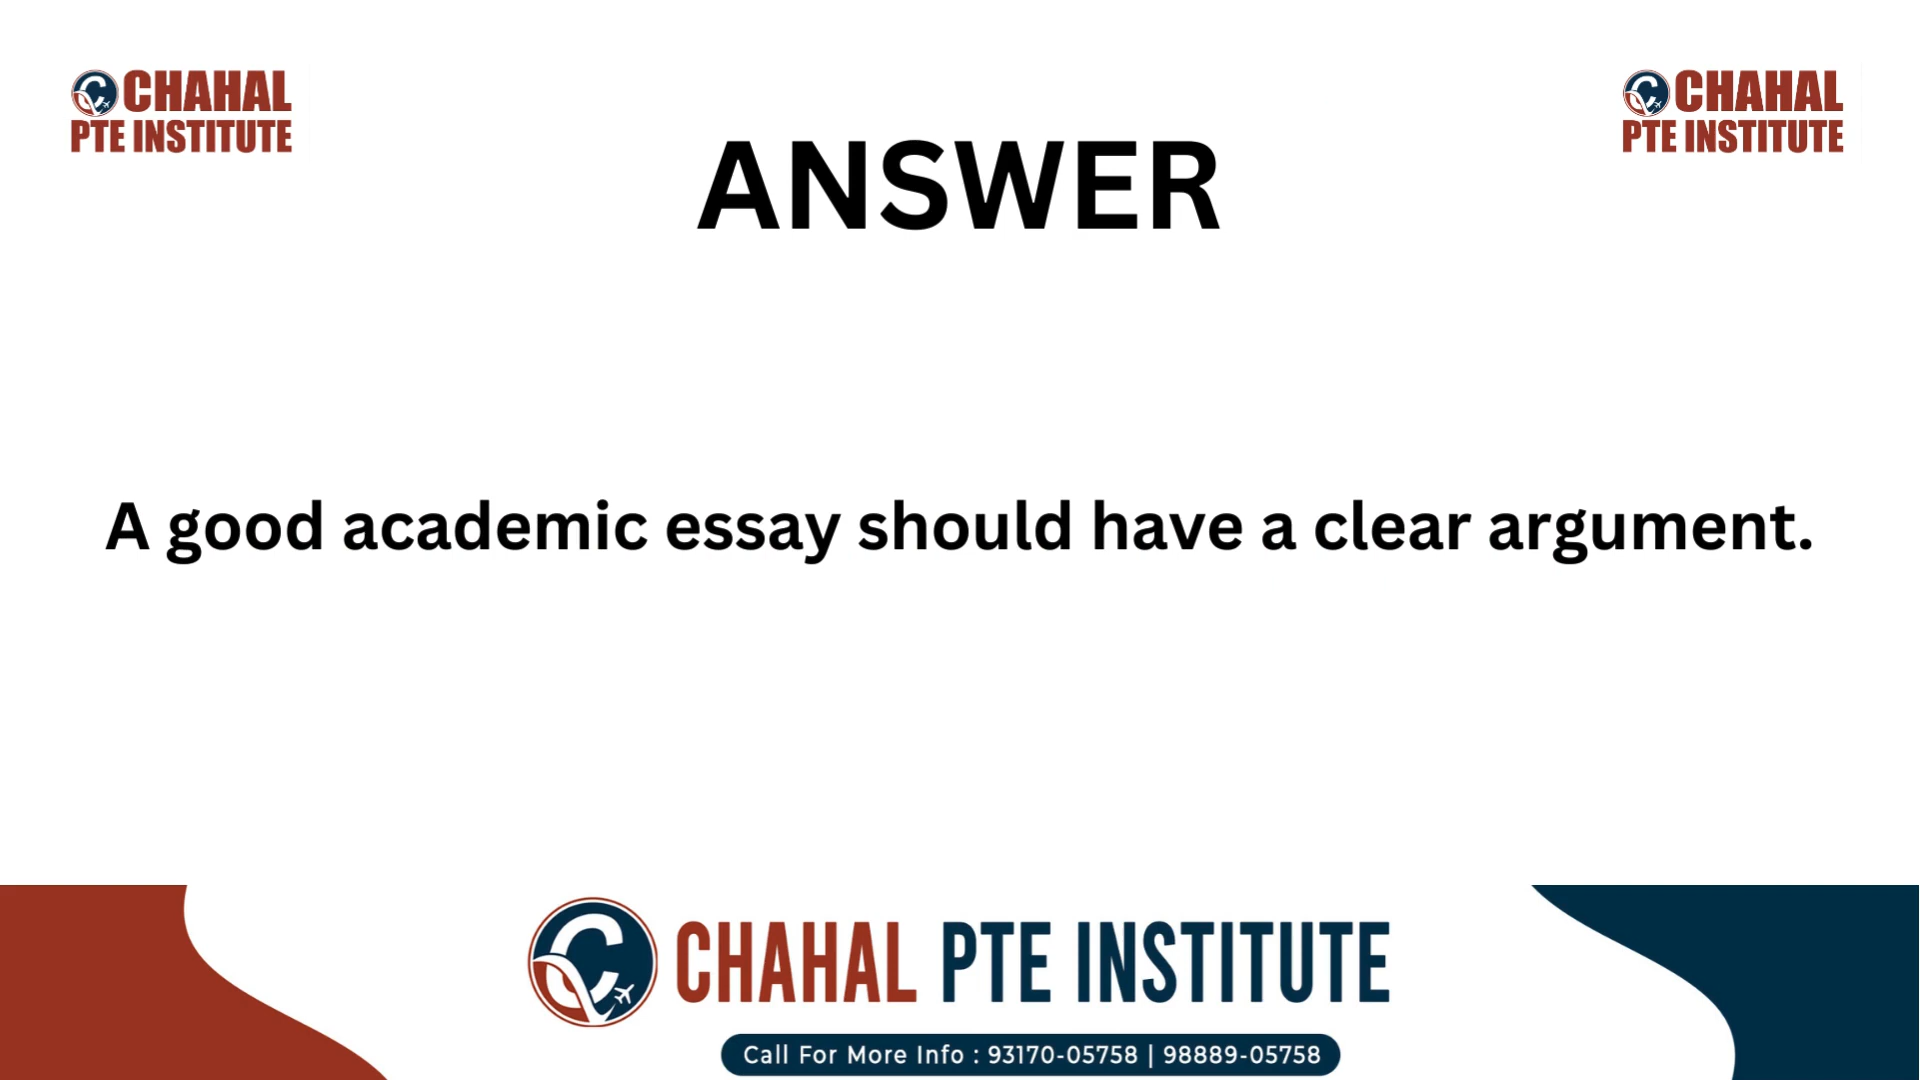 CHAHAL
PTE INSTITUTE
CHAHAL
PTE INSTITUTE
ANSWER
A good academic essay should have a clear argument.
CHAHAL PTE INSTITUTE
Call For More Info : 93170-05758 | 98889-05758